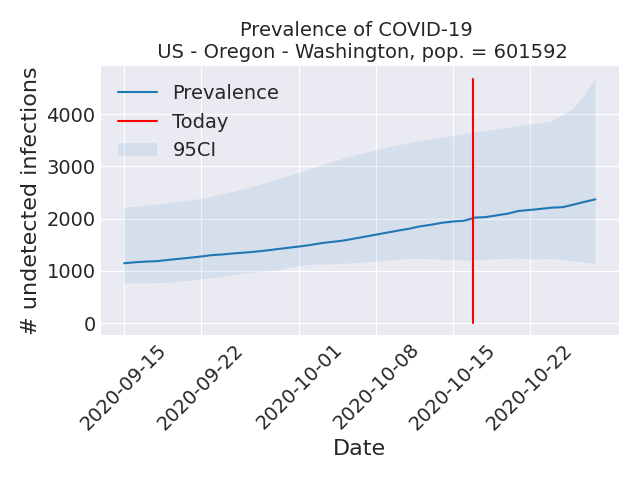 Prevalence of COVID-19
US - Oregon - Washington, pop. = 601592
Prevalence
Today
95CI
# undetected infections
4000
3000
2000
1000
0
2020-09-15
2020-09-22
2020-10-01
2020-10-08
2020-10-15
2020-10-22
Date